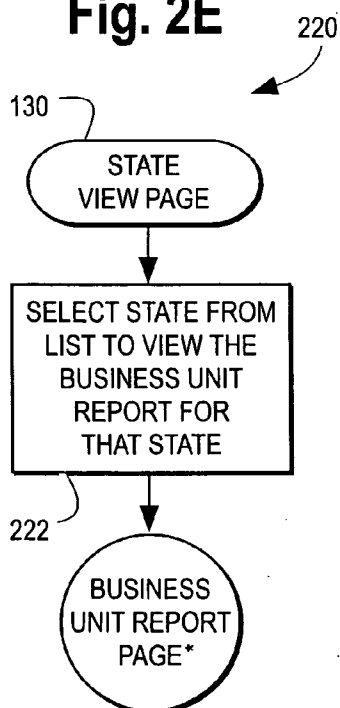 Fig. 2E
220
130
STATE
VIEW PAGE
SELECT STATE FROM
LIST TO VIEW THE
BUSINESS UNIT
REPORT FOR
THAT STATE
222
BUSINESS
UNIT REPORT
PAGE*